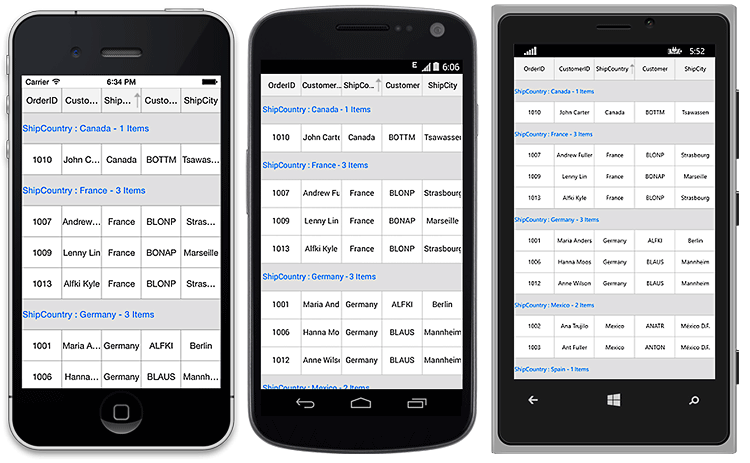 Carrier 6:34 PM
OrderID Custo... Ship... Custo... ShipCity
ShipCountry : Canada - 1 Items
1010 John C... Canada BOTTM Tsawas...
ShipCountry : France - 3 Items
1007 Andrew... France BLONP Stras...
1009 Lenny Lin France BONAP Marseille
1013 Alfki Kyle France BLONP Stras...
ShipCountry : Germany - 3 Items
1001 Maria A... Germany ALFKI Berlin
1006 Hanna... Germany BLAUS Mannh...
E 6:06
OrderID Customer... ShipCo... Customer ShipCity
ShipCountry : Canada - 1 Items
1010 John Carte Canada BOTTM Tsawassen
ShipCountry : France - 3 Items
1007 Andrew Fu France BLONP Strasbourg
1009 Lenny Lin France BONAP Marseille
1013 Alfki Kyle France BLONP Strasbourg
ShipCountry : Germany - 3 Items
1001 Maria And Germany ALFKI Berlin
1006 Hanna Mo Germany BLAUS Mannheim
1012 Anne Wils Germany BLAUS Mannheim
ShipCountry : Mexico - 2 Items
5:52
OrderID CustomerID ShipCountry Customer ShipCity
ShipCountry : Canada - 1 Items
1010 John Carter Canada BOTTM Tsawassen
ShipCountry : France - 3 Items
1007 Andrew Fuller France BLONP Strasbourg
1009 Lenny Lin France BONAP Marseille
1013 Alfki Kyle France BLONP Strasbourg
ShipCountry : Germany - 3 Items
1001 Maria Anders Germany ALFKI Berlin
1006 Hanna Moos Germany BLAUS Mannheim
1012 Anne Wilson Germany BLAUS Mannheim
ShipCountry : Mexico - 2 Items
1002 Ana Trujilo Mexico ANATR México D.F.
1003 Ant Fuller Mexico ANTON México D.F.
ShipCountry : Spain - 1 Items